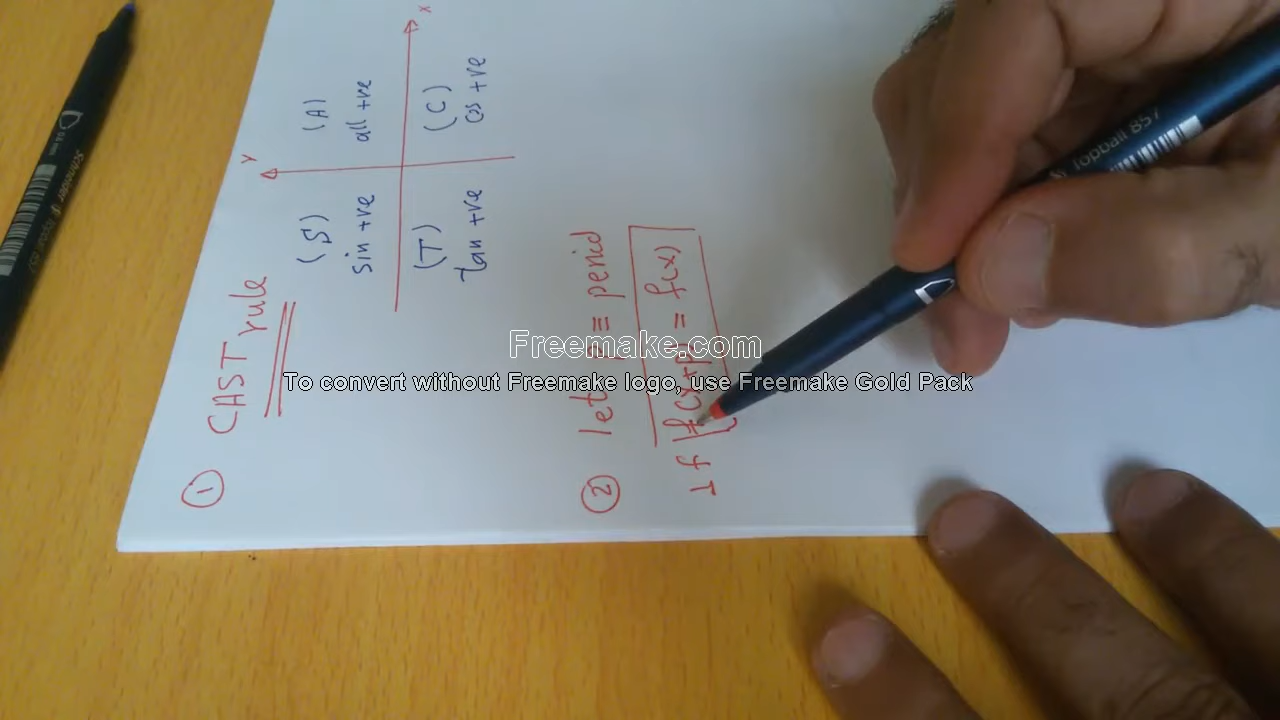 ① CAST rule
y
(S)
sin +ve
(A)
all +ve
x
(T)
tan +ve
(C)
cos +ve
② let P ≡ period
If f(x+p) = f(x)
Freemake.com
To convert without Freemake logo, use Freemake Gold Pack
Topball 857
Schneider